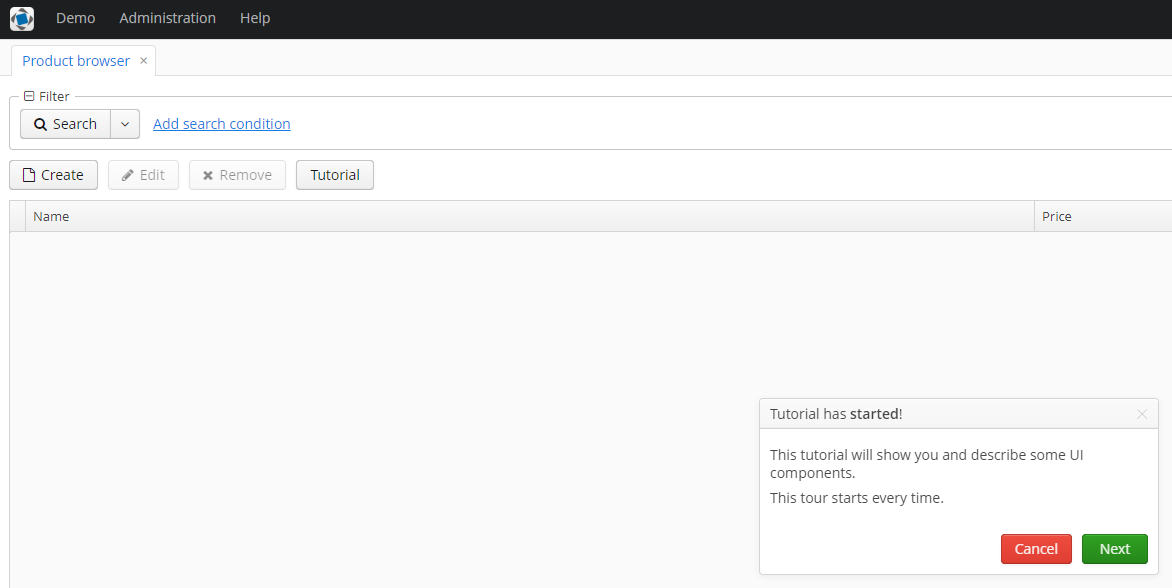 Demo Administration Help
Product browser ×
Filter
Search Add search condition
Create Edit Remove Tutorial
Name Price
Tutorial has started!
This tutorial will show you and describe some UI
components.
This tour starts every time.
Cancel Next